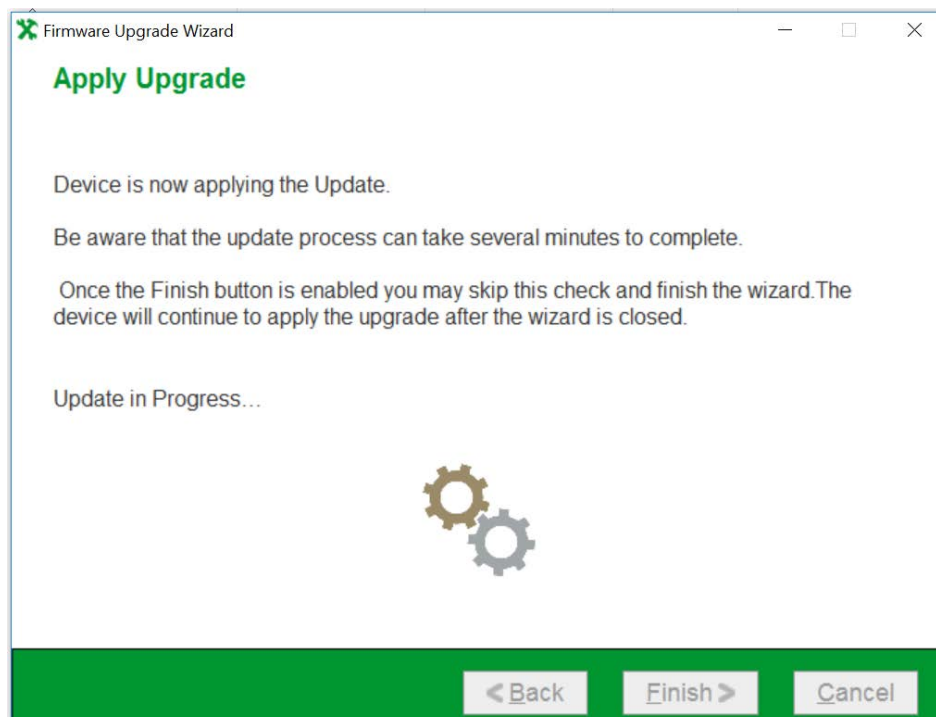 Firmware Upgrade Wizard
Apply Upgrade
Device is now applying the Update.
Be aware that the update process can take several minutes to complete.
Once the Finish button is enabled you may skip this check and finish the wizard.The
device will continue to apply the upgrade after the wizard is closed.
Update in Progress...
< Back
Finish >
Cancel